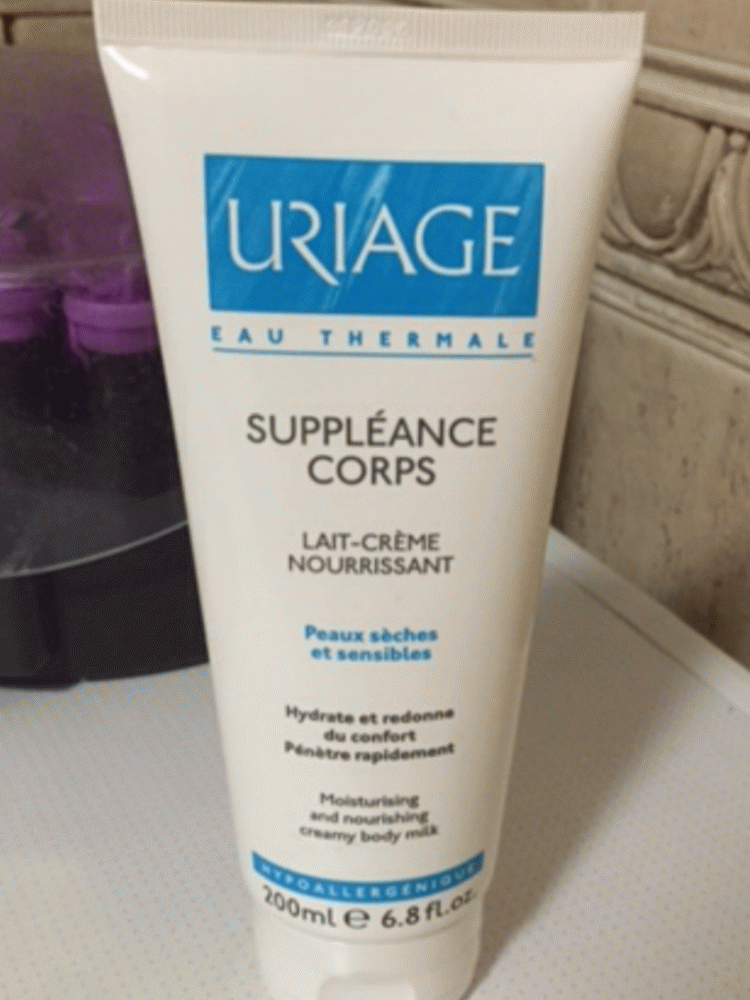 URIAGE
EAU THERMALE
SUPPLÉANCE
CORPS
LAIT-CRÈME
NOURRISSANT
Peaux sèches
et sensibles
Hydrate et redonne
du confort
Pénètre rapidement
Moisturising
and nourishing
creamy body milk
HYPOALLERGÉNIQUE
200ml e 6.8 fl.oz.